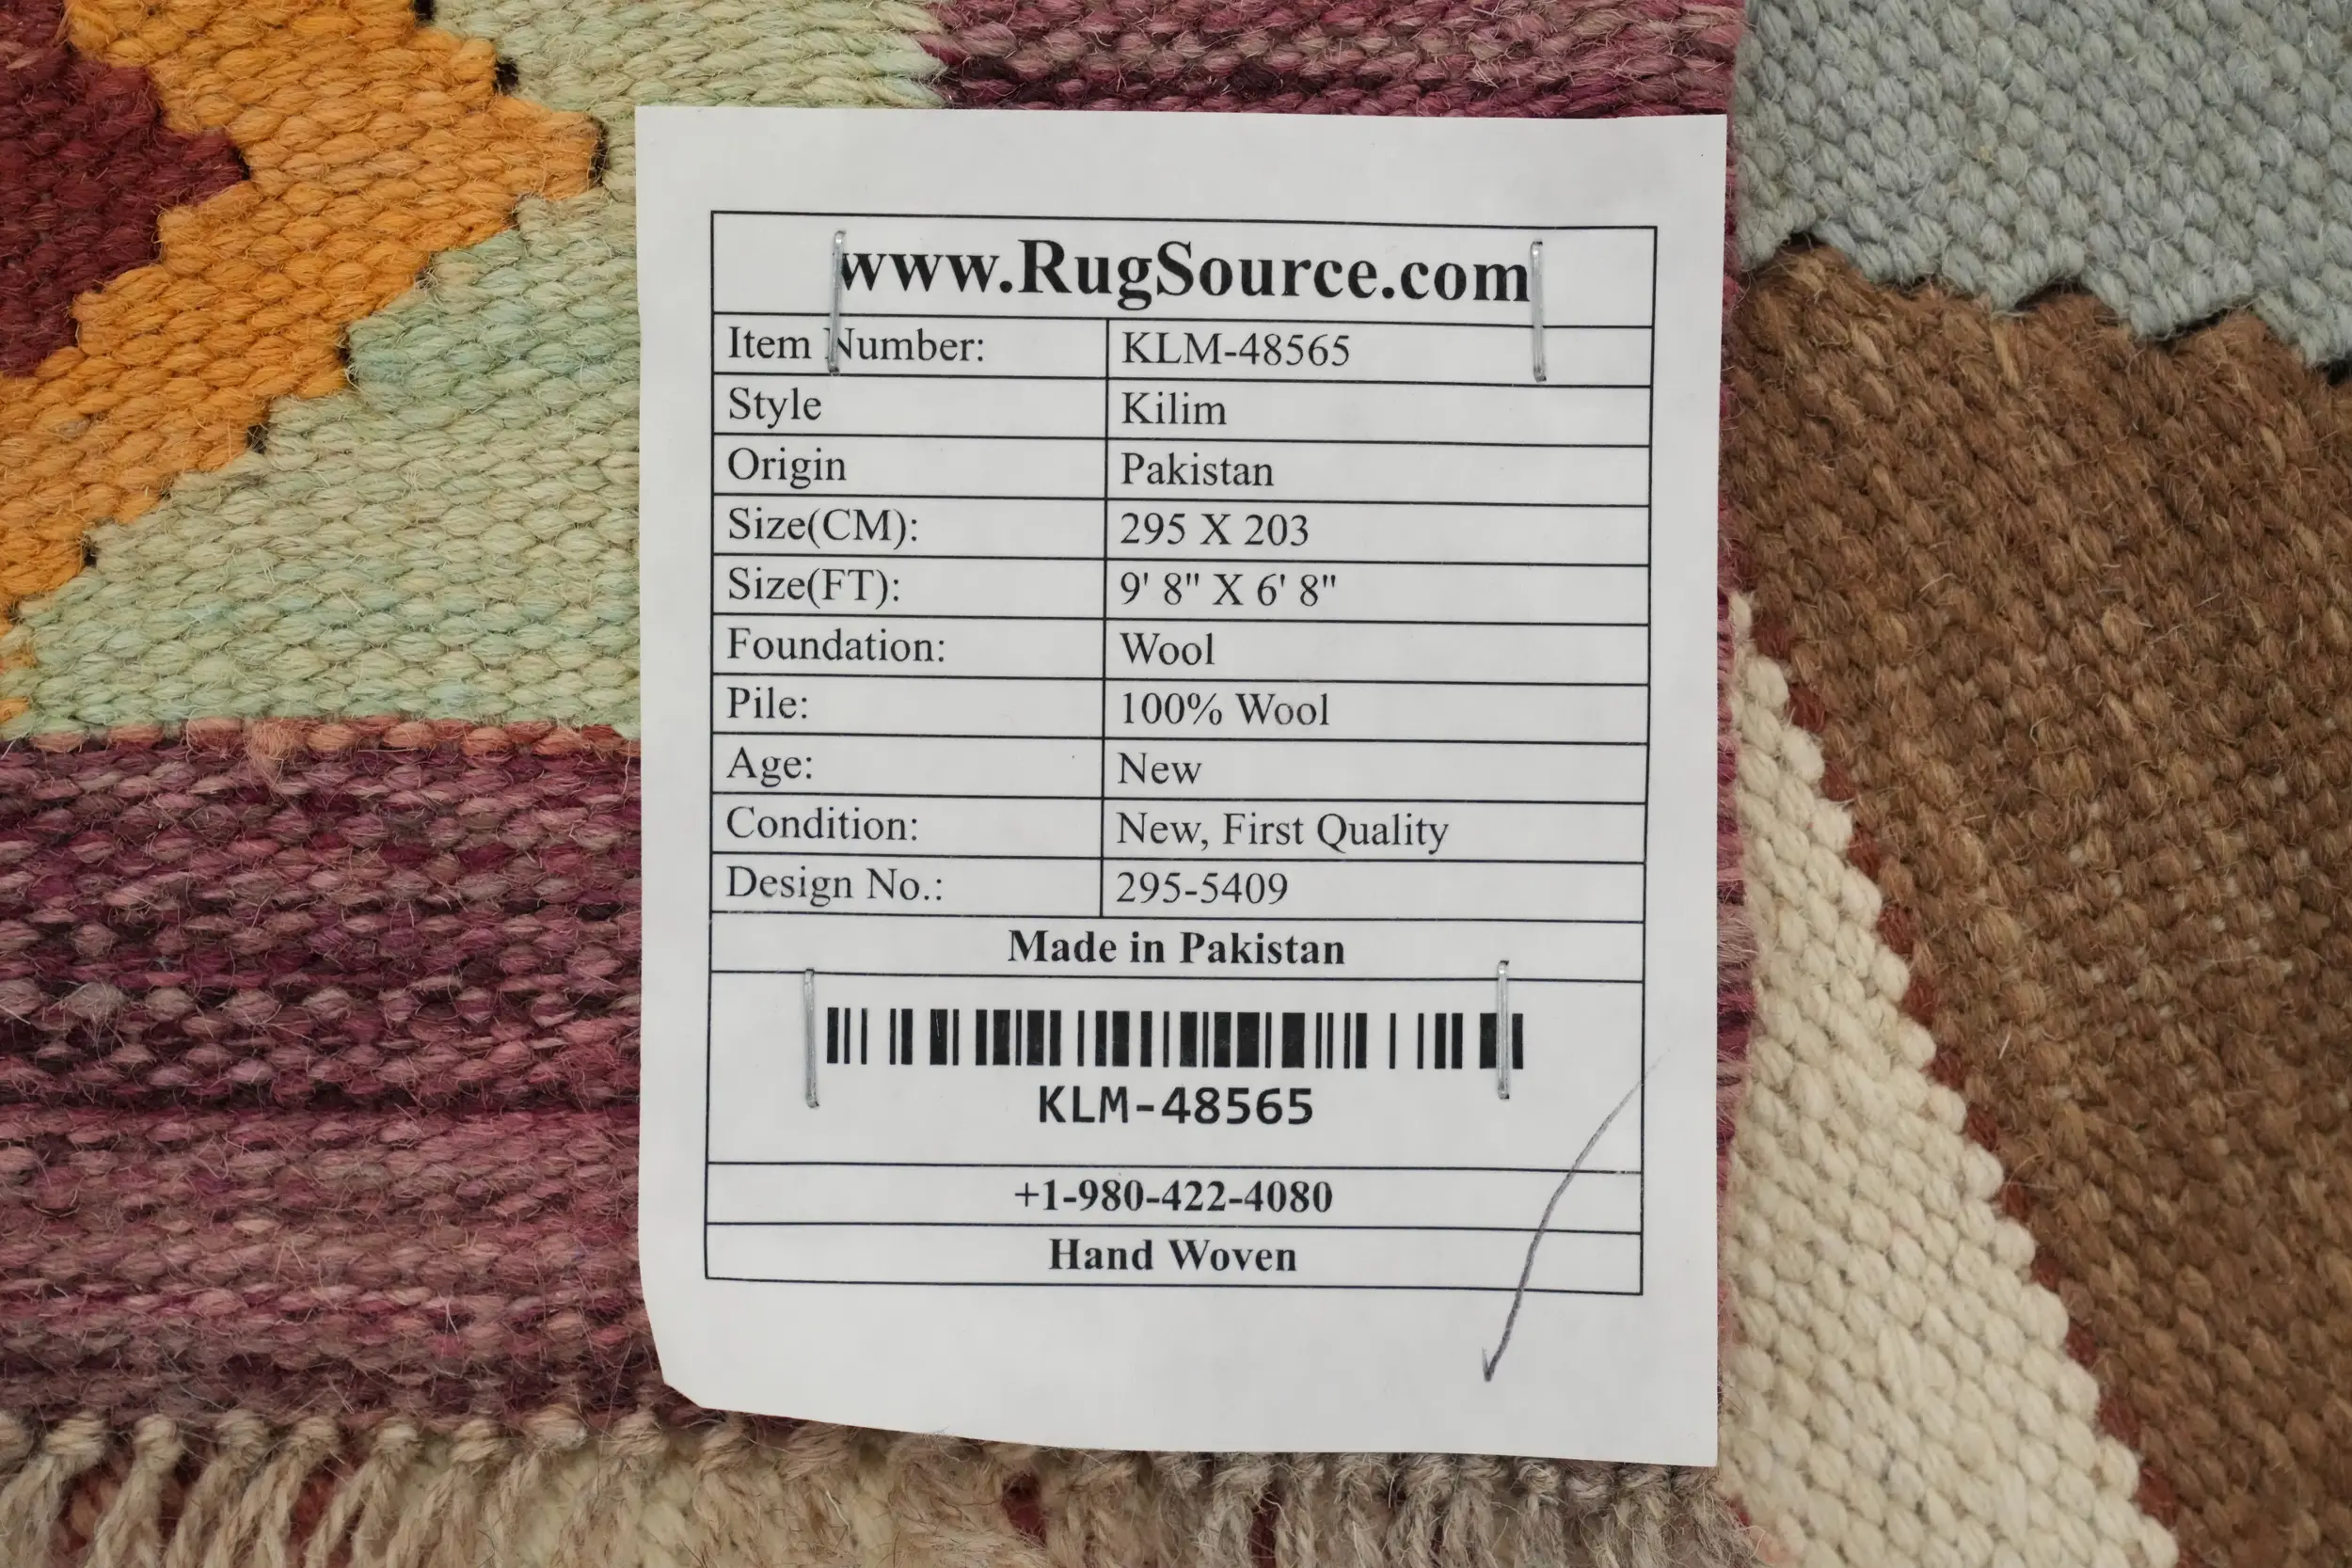 www.RugSource.com
Item Number: KLM-48565
Style Kilim
Origin Pakistan
Size(CM): 295 X 203
Size(FT): 9' 8" X 6' 8"
Foundation: Wool
Pile: 100% Wool
Age: New
Condition: New, First Quality
Design No.: 295-5409
Made in Pakistan
KLM-48565
+1-980-422-4080
Hand Woven